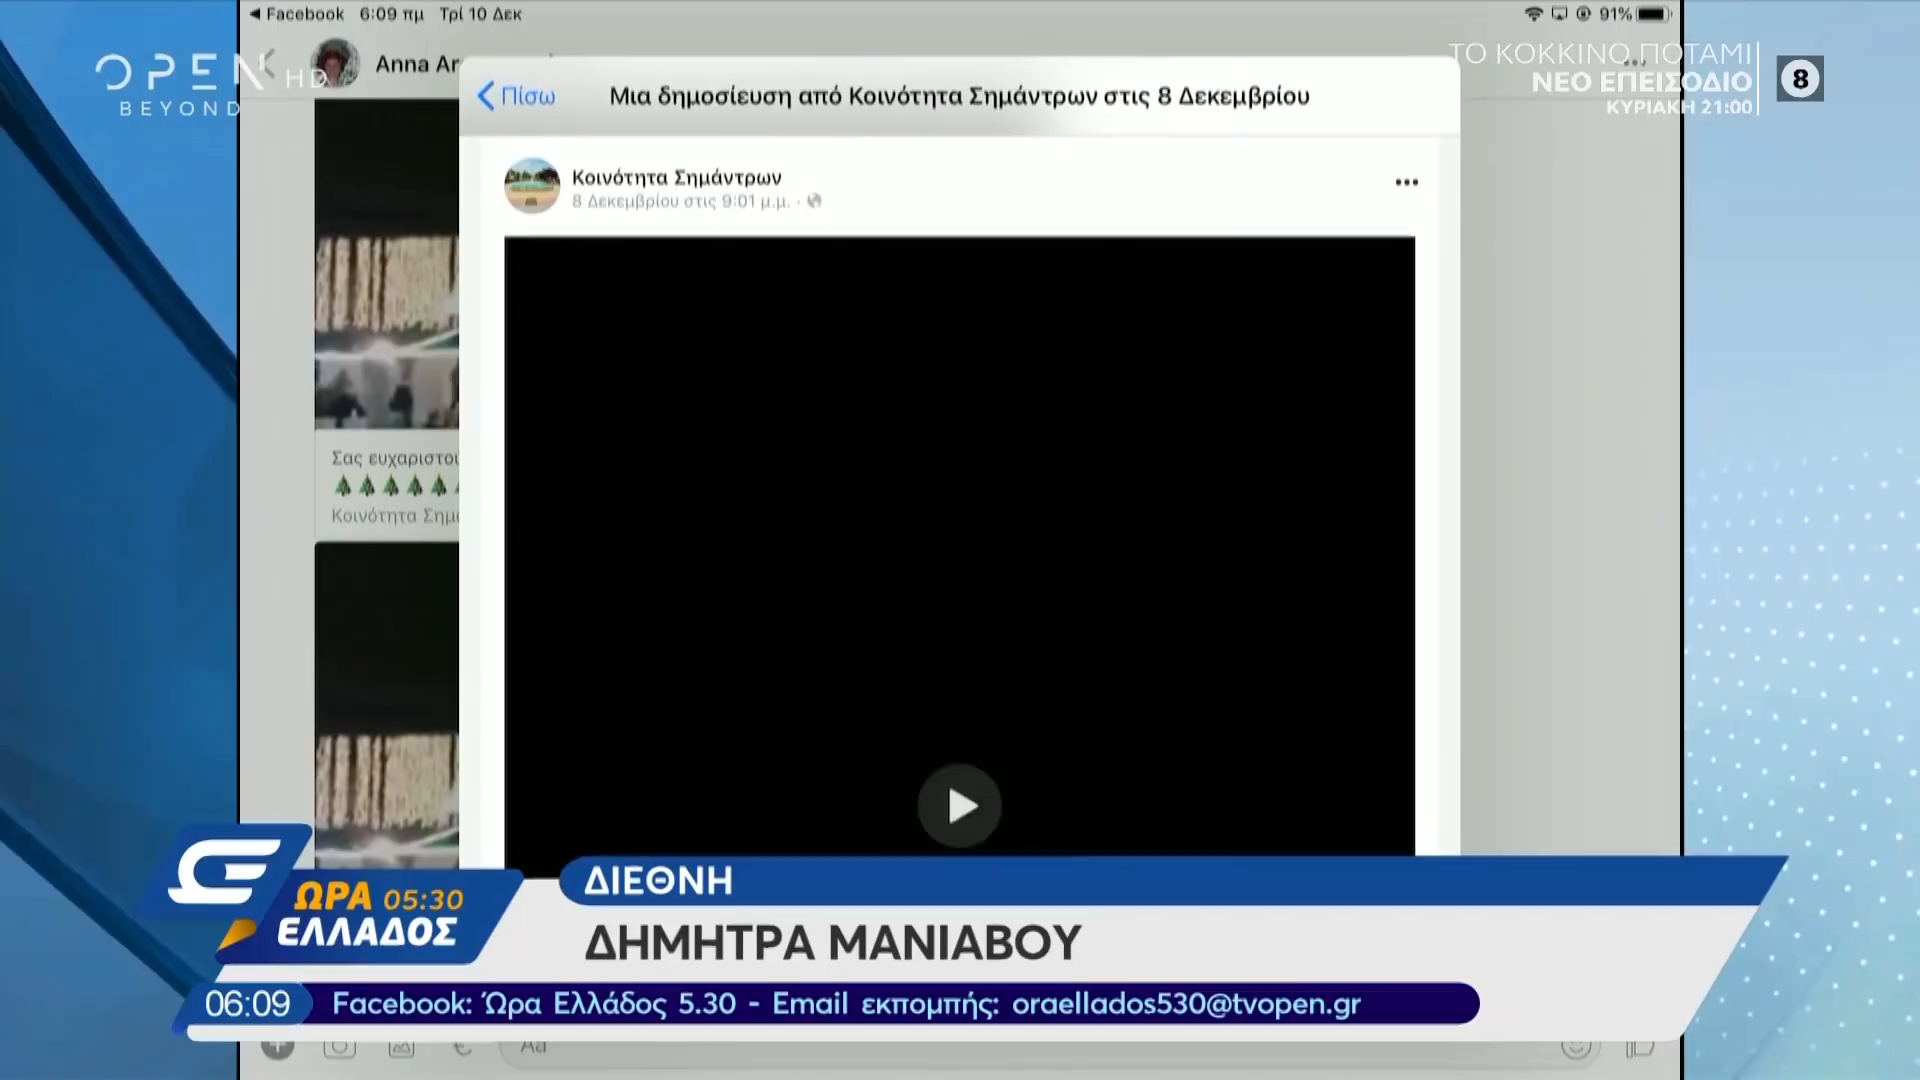 Facebook 6:09 πμ Τρί 10 Δεκ
91%
OPEN HD
BEYOND
Anna
ΤΟ ΚΟΚΚΙΝΟ ΠΟΤΑΜΙ
ΝΕΟ ΕΠΕΙΣΟΔΙΟ
ΚΥΡΙΑΚΗ 21:00
8
Πίσω
Μια δημοσίευση από Κοινότητα Σημάντρων στις 8 Δεκεμβρίου
Κοινότητα Σημάντρων
8 Δεκεμβρίου στις 9:01 μ.μ. ·
Σας
Κοινότητα
ΔΙΕΘΝΗ
ΩΡΑ 05:30
ΕΛΛΑΔΟΣ
ΔΗΜΗΤΡΑ ΜΑΝΙΑΒΟΥ
06:09
Facebook: Ώρα Ελλάδος 5.30 - Email εκπομπής: oraellados530@tvopen.gr
Aa